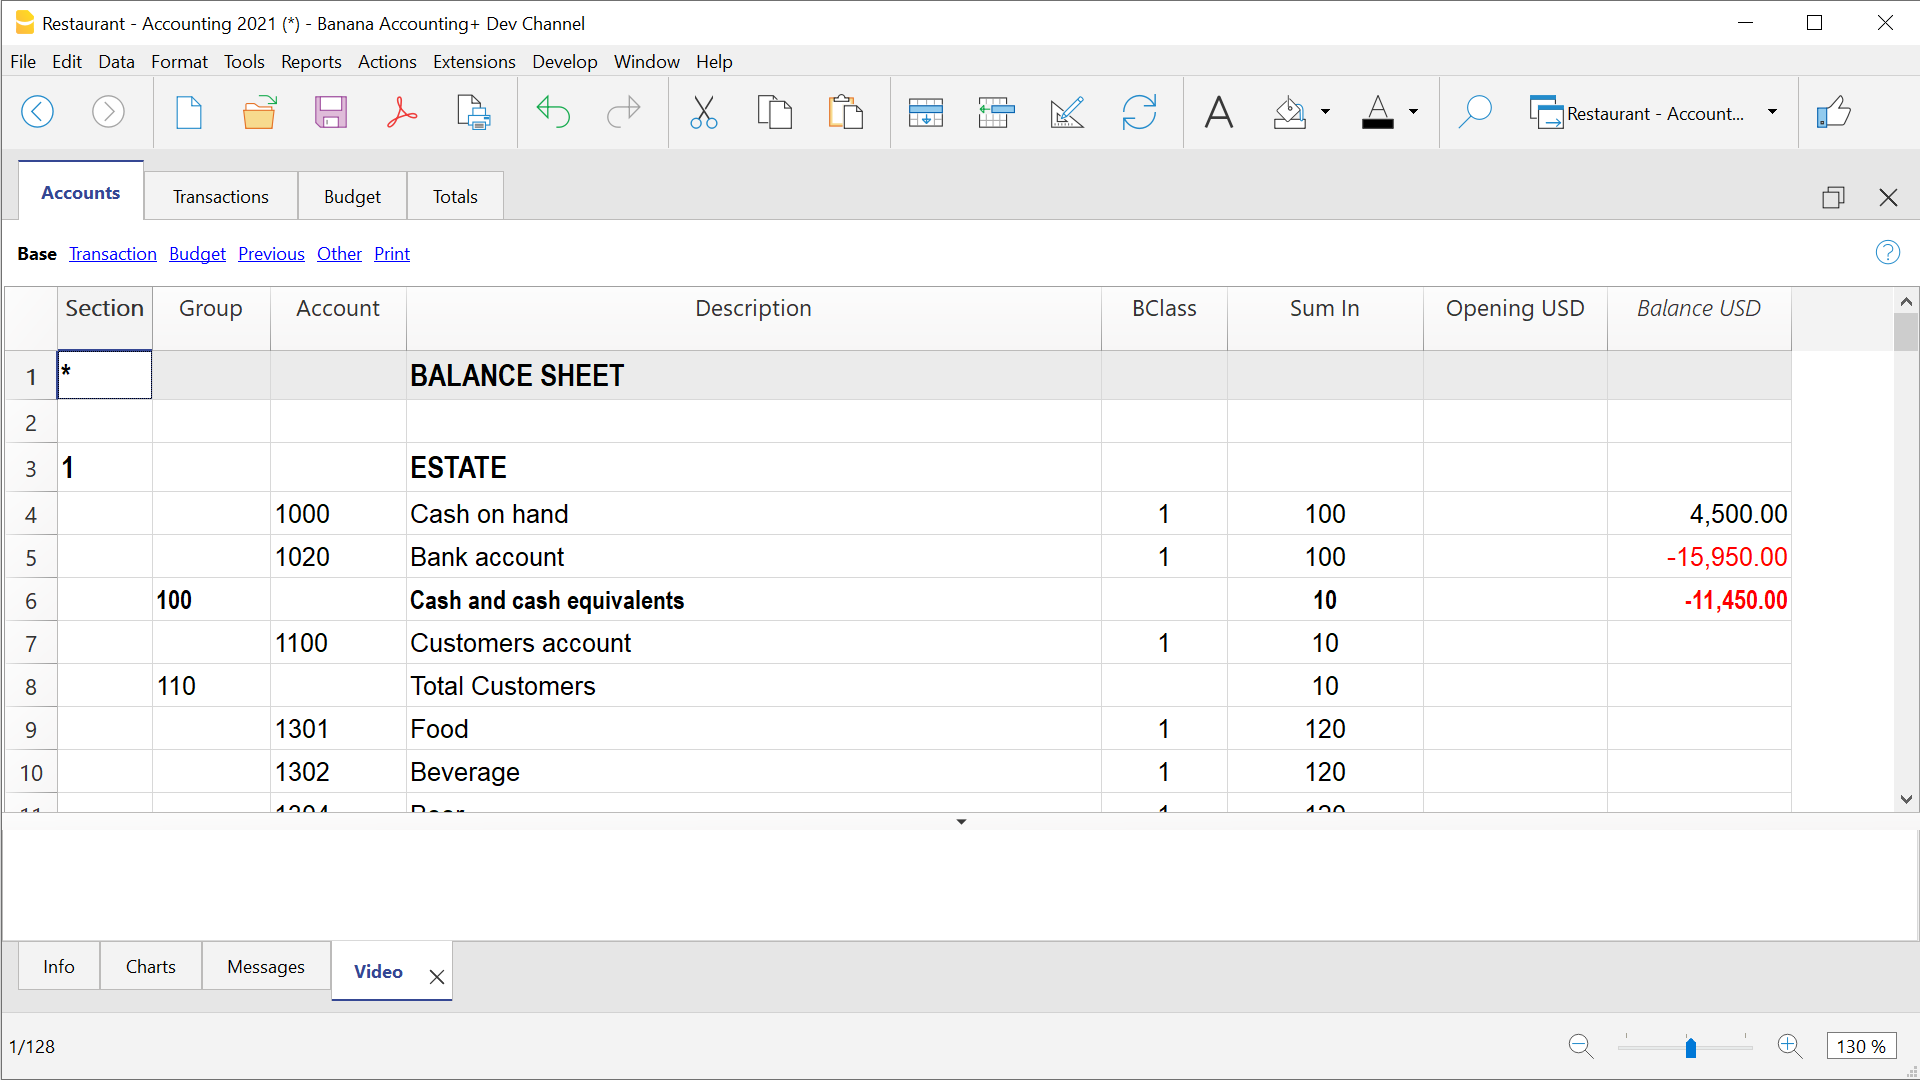 Restaurant - Accounting 2021 (*) - Banana Accounting+ Dev Channel
File Edit Data Format Tools Reports Actions Extensions Develop Window Help
Restaurant - Account...
Accounts Transactions Budget Totals
Base Transaction Budget Previous Other Print
Section Group Account Description BClass Sum In Opening USD Balance USD
1 * BALANCE SHEET
2
3 1 ESTATE
4 1000 Cash on hand 1 100 4,500.00
5 1020 Bank account 1 100 -15,950.00
6 100 Cash and cash equivalents 10 -11,450.00
7 1100 Customers account 1 10
8 110 Total Customers 10
9 1301 Food 1 120
10 1302 Beverage 1 120
11 1304 Beer 1 120
Info Charts Messages Video
1/128 130 %